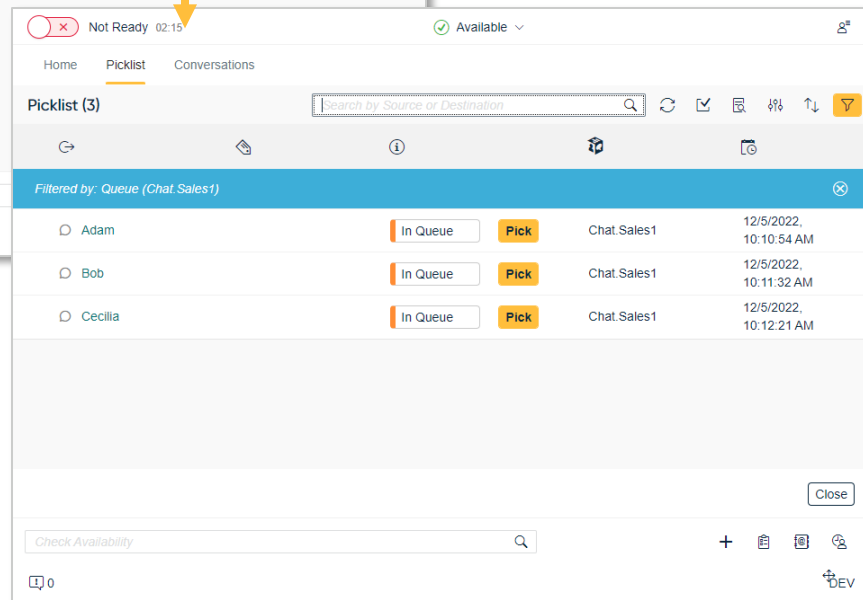 Not Ready 02:15 Available
Home Picklist Conversations
Picklist (3) Search by Source or Destination
Filtered by: Queue (Chat.Sales1)
Adam In Queue Pick Chat.Sales1 12/5/2022,
10:10:54 AM
Bob In Queue Pick Chat.Sales1 12/5/2022,
10:11:32 AM
Cecilia In Queue Pick Chat.Sales1 12/5/2022,
10:12:21 AM
Close
Check Availability
0 DEV